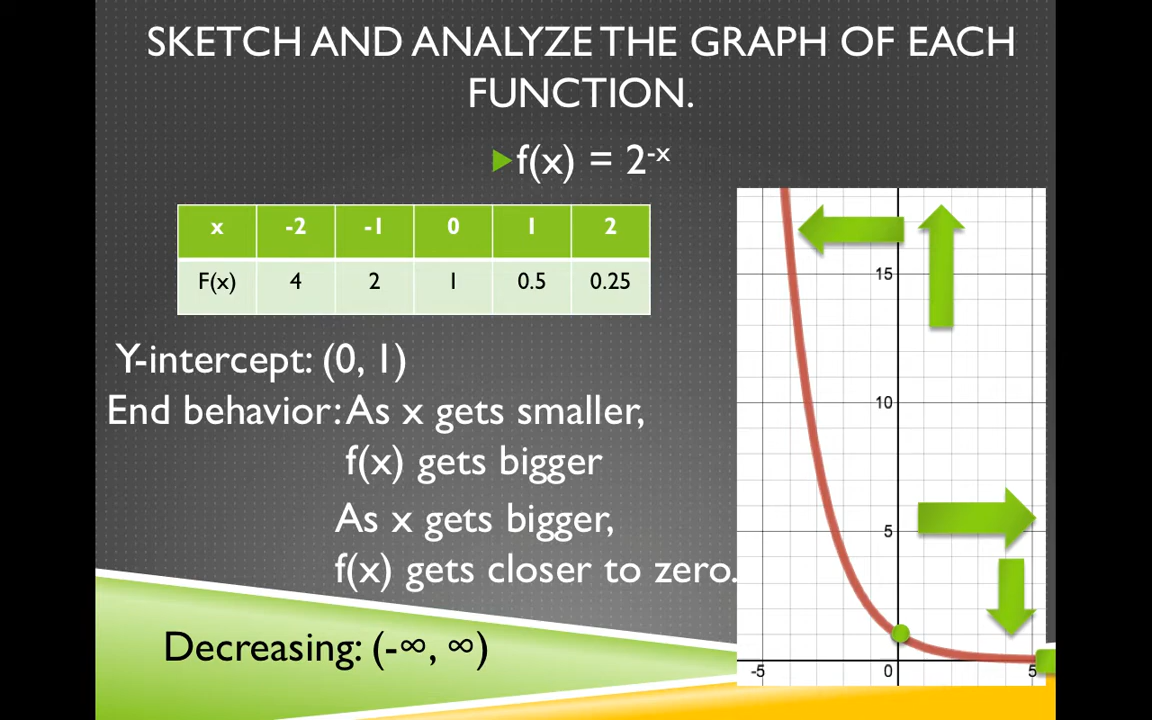 SKETCH AND ANALYZE THE GRAPH OF EACH
FUNCTION.
f(x) = 2^-x
x -2 -1 0 1 2
F(x) 4 2 1 0.5 0.25
Y-intercept: (0, 1)
End behavior: As x gets smaller,
f(x) gets bigger
As x gets bigger,
f(x) gets closer to zero.
Decreasing: (-∞, ∞)
15
10
5
-5 0 5